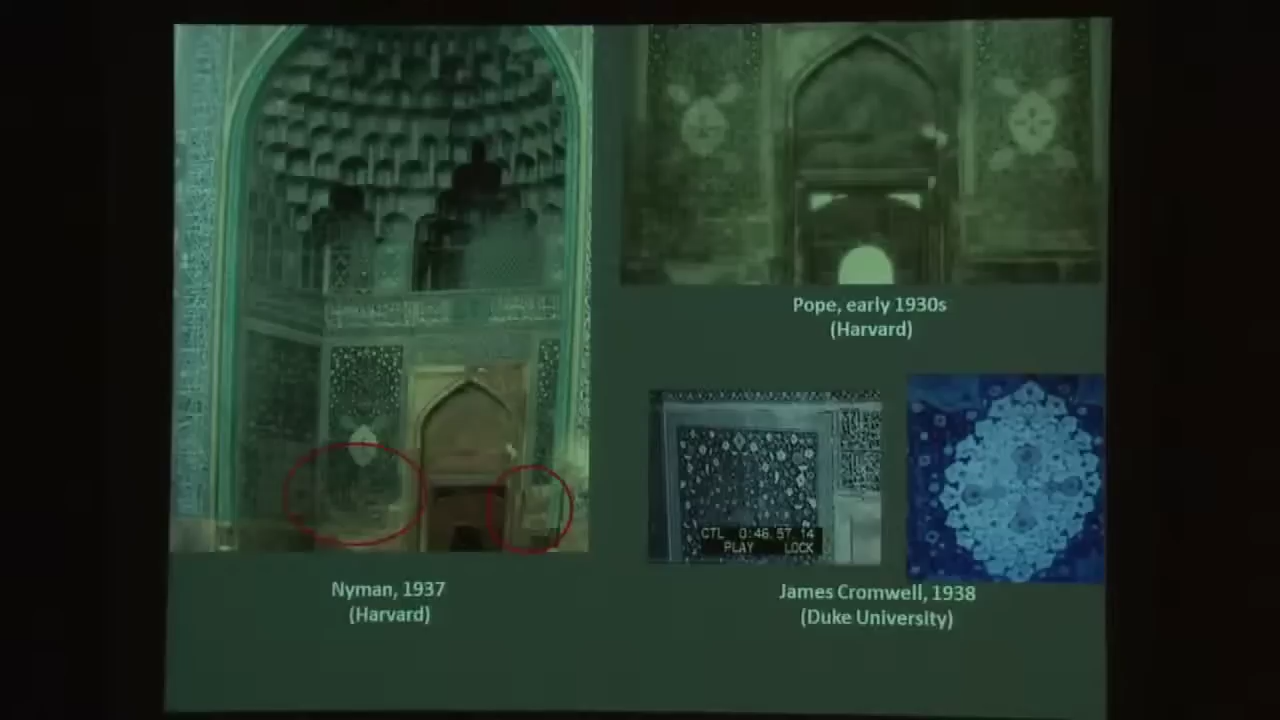 Pope, early 1930s
(Harvard)
CTL 0:46.57.14
PLAY LOCK
Nyman, 1937
(Harvard)
James Cromwell, 1938
(Duke University)